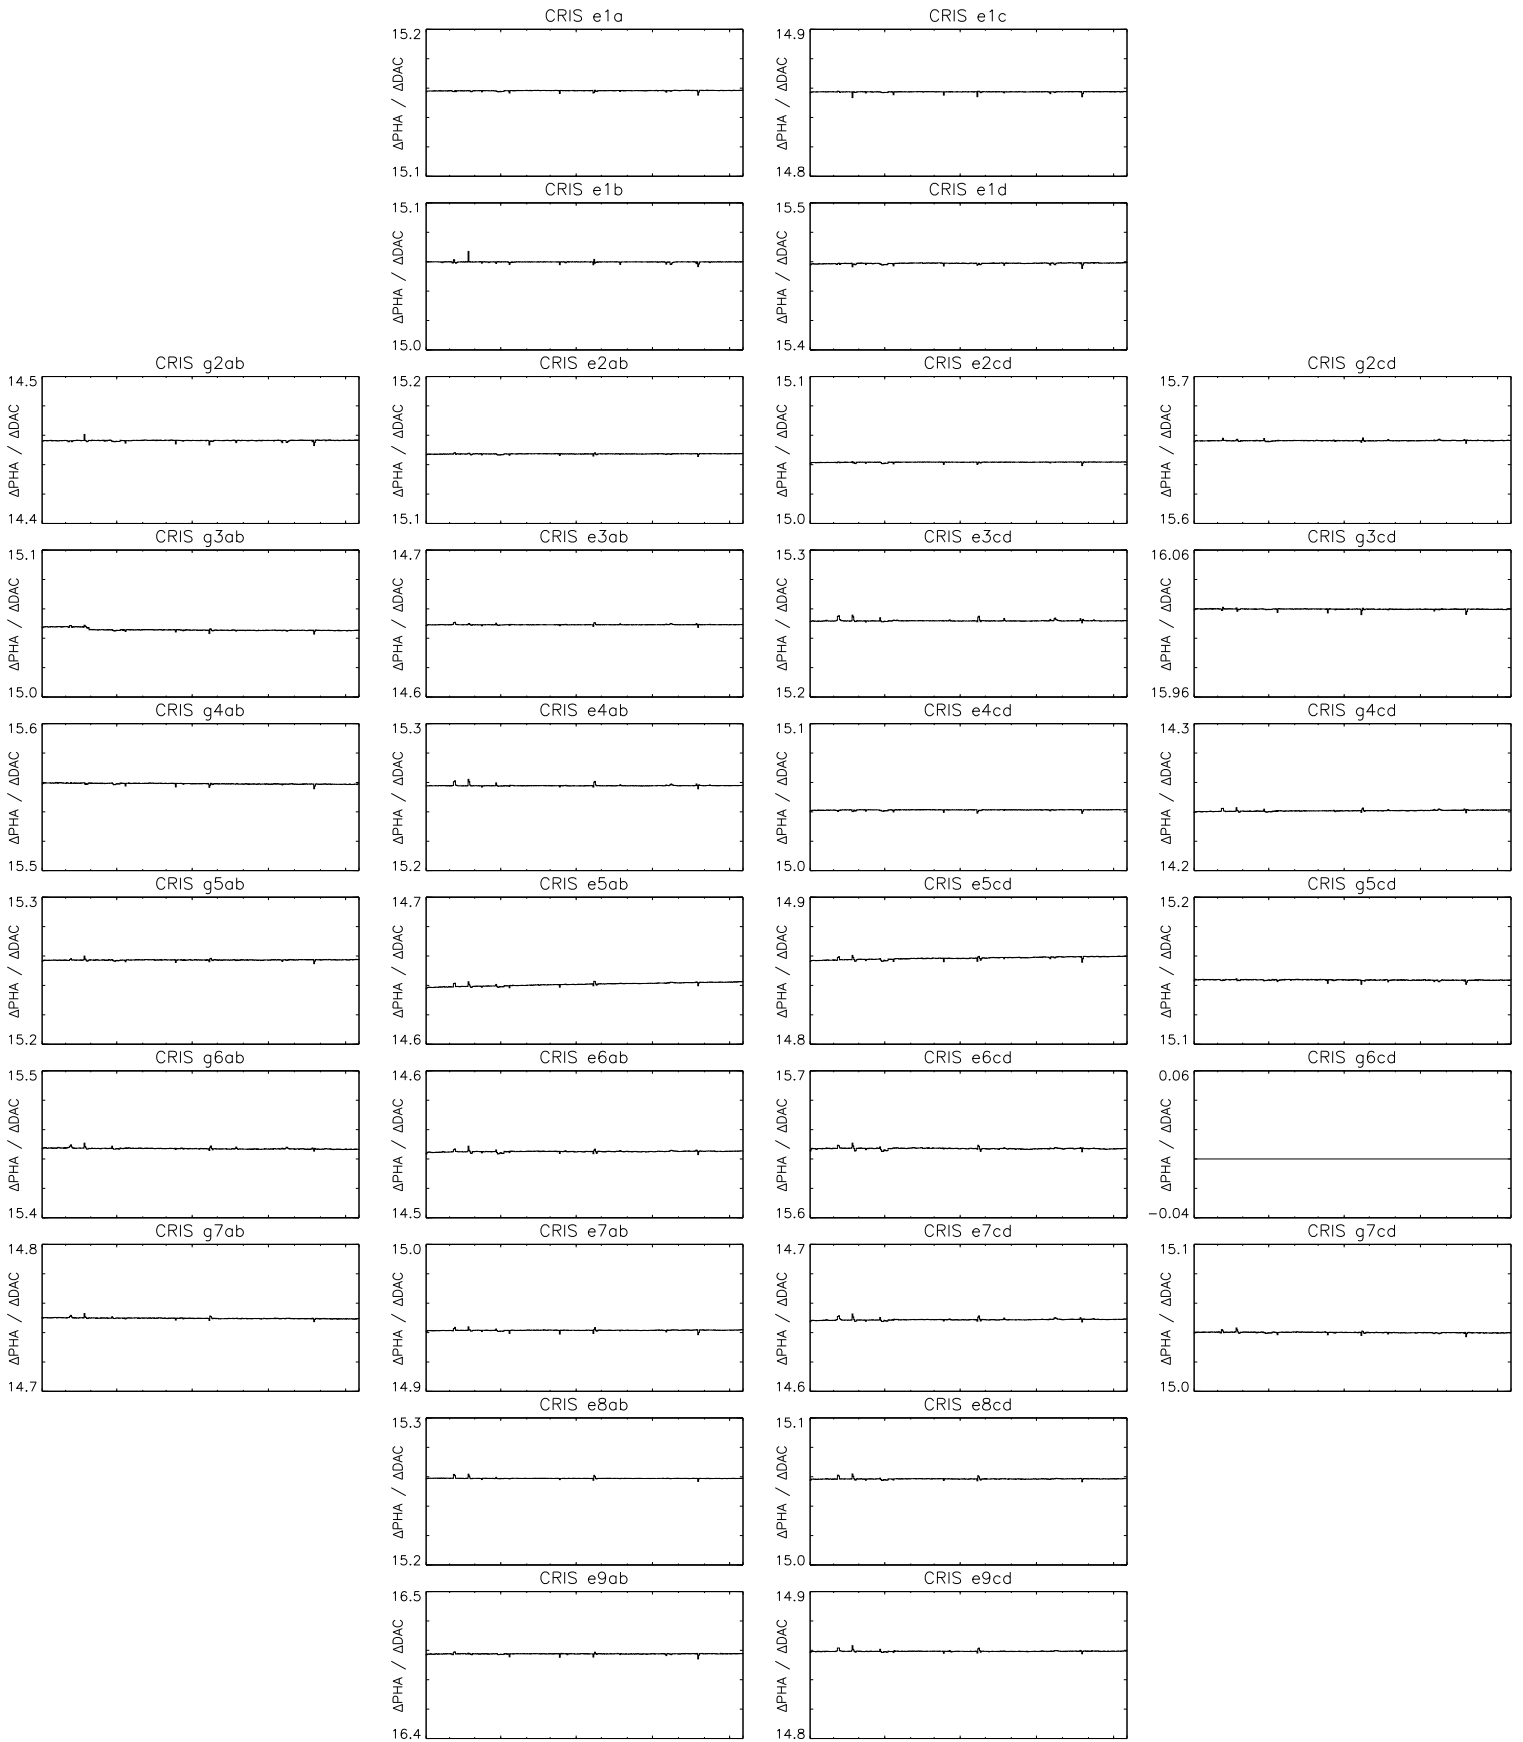 CRIS e1a
15.2
ΔPHA / ΔDAC
15.1
CRIS e1c
14.9
ΔPHA / ΔDAC
14.8
CRIS e1b
15.1
ΔPHA / ΔDAC
15.0
CRIS e1d
15.5
ΔPHA / ΔDAC
15.4
CRIS g2ab
14.5
ΔPHA / ΔDAC
14.4
CRIS e2ab
15.2
ΔPHA / ΔDAC
15.1
CRIS e2cd
15.1
ΔPHA / ΔDAC
15.0
CRIS g2cd
15.7
ΔPHA / ΔDAC
15.6
CRIS g3ab
15.1
ΔPHA / ΔDAC
15.0
CRIS e3ab
14.7
ΔPHA / ΔDAC
14.6
CRIS e3cd
15.3
ΔPHA / ΔDAC
15.2
CRIS g3cd
16.06
ΔPHA / ΔDAC
15.96
CRIS g4ab
15.6
ΔPHA / ΔDAC
15.5
CRIS e4ab
15.3
ΔPHA / ΔDAC
15.2
CRIS e4cd
15.1
ΔPHA / ΔDAC
15.0
CRIS g4cd
14.3
ΔPHA / ΔDAC
14.2
CRIS g5ab
15.3
ΔPHA / ΔDAC
15.2
CRIS e5ab
14.7
ΔPHA / ΔDAC
14.6
CRIS e5cd
14.9
ΔPHA / ΔDAC
14.8
CRIS g5cd
15.2
ΔPHA / ΔDAC
15.1
CRIS g6ab
15.5
ΔPHA / ΔDAC
15.4
CRIS e6ab
14.6
ΔPHA / ΔDAC
14.5
CRIS e6cd
15.7
ΔPHA / ΔDAC
15.6
CRIS g6cd
0.06
ΔPHA / ΔDAC
−0.04
CRIS g7ab
14.8
ΔPHA / ΔDAC
14.7
CRIS e7ab
15.0
ΔPHA / ΔDAC
14.9
CRIS e7cd
14.7
ΔPHA / ΔDAC
14.6
CRIS g7cd
15.1
ΔPHA / ΔDAC
15.0
CRIS e8ab
15.3
ΔPHA / ΔDAC
15.2
CRIS e8cd
15.1
ΔPHA / ΔDAC
15.0
CRIS e9ab
16.5
ΔPHA / ΔDAC
16.4
CRIS e9cd
14.9
ΔPHA / ΔDAC
14.8